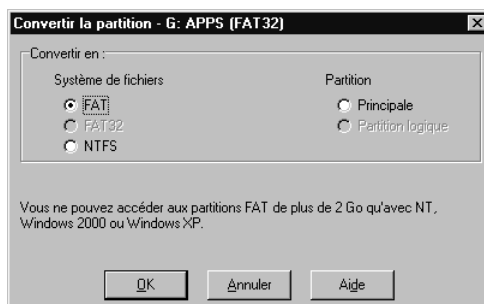 Convertir la partition - G: APPS (FAT32)
Convertir en :
Système de fichiers
Partition
FAT
Principale
FAT32
Partition logique
NTFS
Vous ne pouvez accéder aux partitions FAT de plus de 2 Go qu'avec NT,
Windows 2000 ou Windows XP.
OK
Annuler
Aide